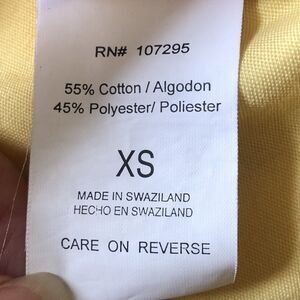 RN# 107295
55% Cotton / Algodon
45% Polyester/ Poliester
XS
MADE IN SWAZILAND
HECHO EN SWAZILAND
CARE ON REVERSE